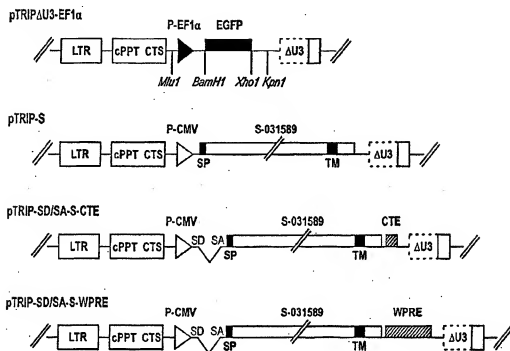 pTRIPΔU3-EF1α
P-EF1α EGFP
LTR cPPT CTS ΔU3
Mlu1 BamH1 Xho1 Kpn1
pTRIP-S
P-CMV S-031589
LTR cPPT CTS ΔU3
SP TM
pTRIP-SD/SA-S-CTE
P-CMV S-031589 CTE
SD SA
LTR cPPT CTS ΔU3
SP TM
pTRIP-SD/SA-S-WPRE
P-CMV S-031589 WPRE
SD SA
LTR cPPT CTS ΔU3
SP TM